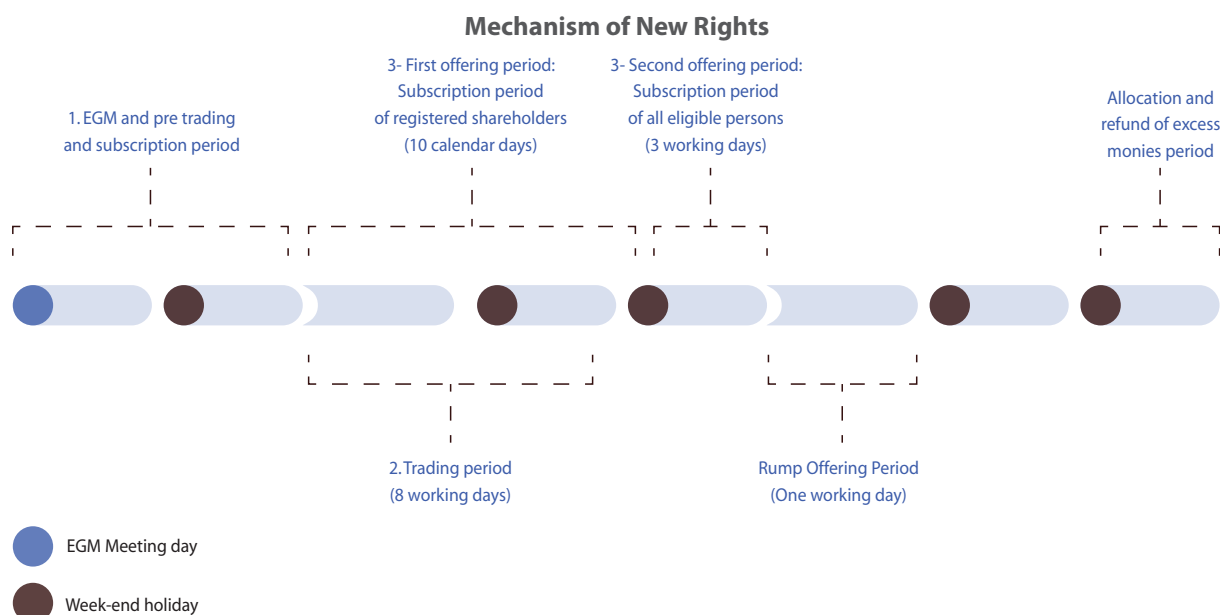 Mechanism of New Rights
1. EGM and pre trading
and subscription period
3- First offering period:
Subscription period
of registered shareholders
(10 calendar days)
3- Second offering period:
Subscription period
of all eligible persons
(3 working days)
Allocation and
refund of excess
monies period
2. Trading period
(8 working days)
Rump Offering Period
(One working day)
EGM Meeting day
Week-end holiday